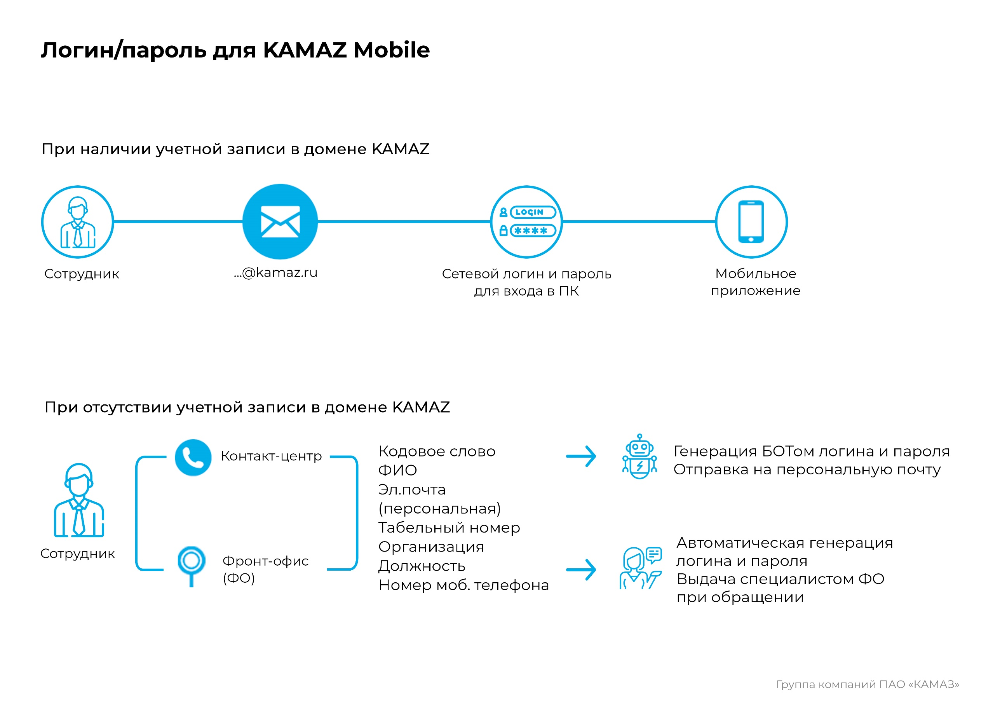 Логин/пароль для KAMAZ Mobile
При наличии учетной записи в домене KAMAZ
LOGIN
****
Сотрудник
...@kamaz.ru
Сетевой логин и пароль
для входа в ПК
Мобильное
приложение
При отсутствии учетной записи в домене KAMAZ
Сотрудник
Контакт-центр
Фронт-офис
(ФО)
Кодовое слово
ФИО
Эл.почта
(персональная)
Табельный номер
Организация
Должность
Номер моб. телефона
Генерация БОТом логина и пароля
Отправка на персональную почту
Автоматическая генерация
логина и пароля
Выдача специалистом ФО
при обращении
Группа компаний ПАО «КАМАЗ»